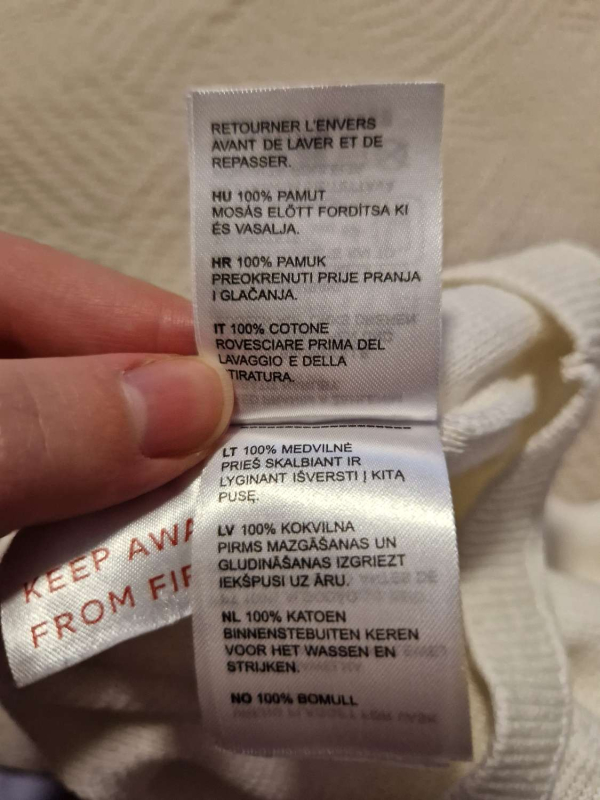 RETOURNER L'ENVERS
AVANT DE LAVER ET DE
REPASSER.
HU 100% PAMUT
MOSÁS ELŐTT FORDÍTSA KI
ÉS VASALJA.
HR 100% PAMUK
PREOKRENUTI PRIJE PRANJA
I GLAČANJA.
IT 100% COTONE
ROVESCIARE PRIMA DEL
LAVAGGIO E DELLA
TIRATURA.
LT 100% MEDVILNĖ
PRIEŠ SKALBIANT IR
LYGINANT IŠVERSTI Į KITĄ
PUSĘ.
LV 100% KOKVILNA
PIRMS MAZGĀŠANAS UN
GLUDINĀŠANAS IZGRIEZT
IEKŠPUSI UZ ĀRU.
NL 100% KATOEN
BINNENSTEBUITEN KEREN
VOOR HET WASSEN EN
STRIJKEN.
NO 100% BOMULL
KEEP AWA
FROM FIR